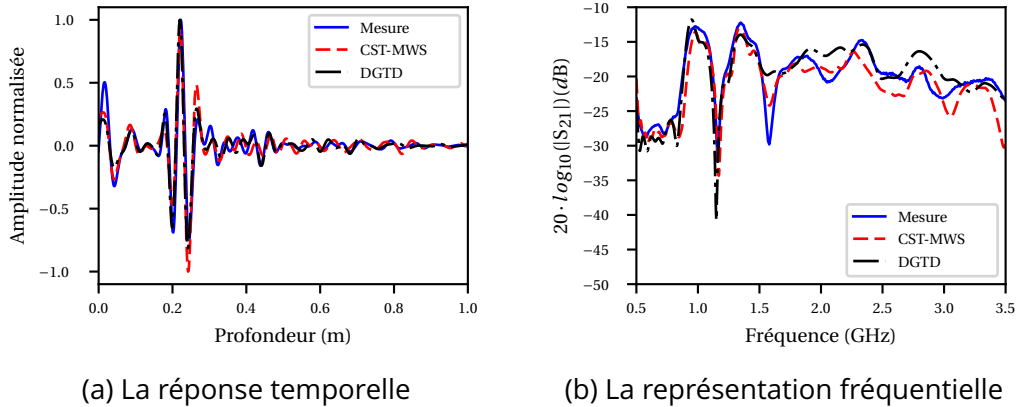 1.0
0.5
0.0
−0.5
−1.0
Amplitude normalisée
0.0 0.2 0.4 0.6 0.8 1.0
Profondeur (m)
Mesure
CST-MWS
DGTD
(a) La réponse temporelle
−10
−15
−20
−25
−30
−35
−40
−45
−50
20 · log10 (|S21|) (dB)
0.5 1.0 1.5 2.0 2.5 3.0 3.5
Fréquence (GHz)
Mesure
CST-MWS
DGTD
(b) La représentation fréquentielle